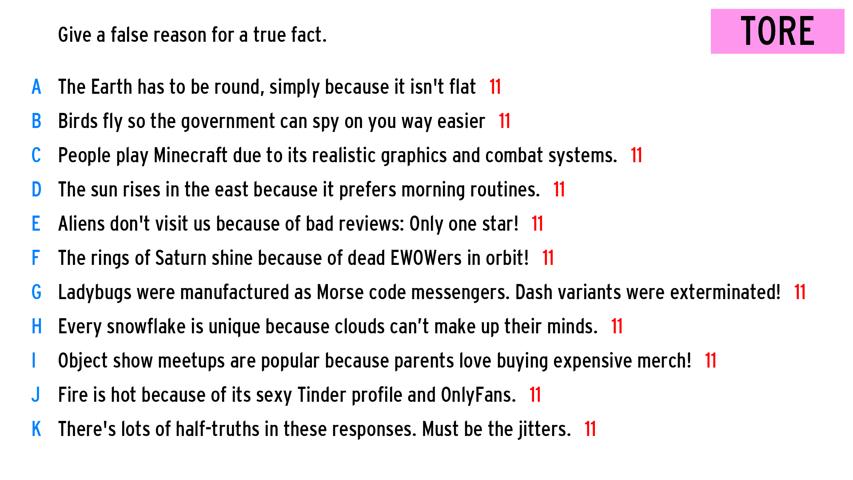 Give a false reason for a true fact.
TORE
A The Earth has to be round, simply because it isn't flat 11
B Birds fly so the government can spy on you way easier 11
C People play Minecraft due to its realistic graphics and combat systems. 11
D The sun rises in the east because it prefers morning routines. 11
E Aliens don't visit us because of bad reviews: Only one star! 11
F The rings of Saturn shine because of dead EWOWers in orbit! 11
G Ladybugs were manufactured as Morse code messengers. Dash variants were exterminated! 11
H Every snowflake is unique because clouds can’t make up their minds. 11
I Object show meetups are popular because parents love buying expensive merch! 11
J Fire is hot because of its sexy Tinder profile and OnlyFans. 11
K There's lots of half-truths in these responses. Must be the jitters. 11